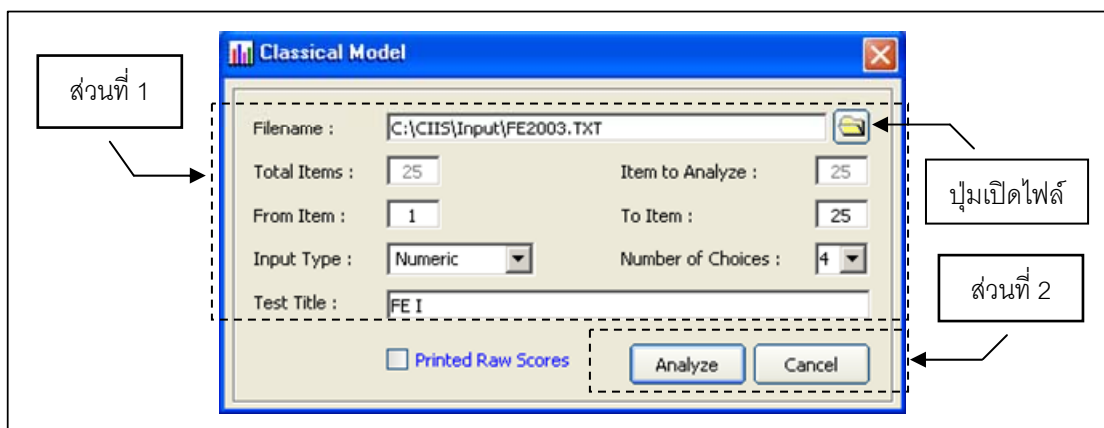 Classical Model
ส่วนที่ 1
Filename : C:\CIIS\Input\FE2003.TXT
Total Items : 25 Item to Analyze : 25
ปุ่มเปิดไฟล์
From Item : 1 To Item : 25
Input Type : Numeric Number of Choices : 4
ส่วนที่ 2
Test Title : FE I
Printed Raw Scores Analyze Cancel